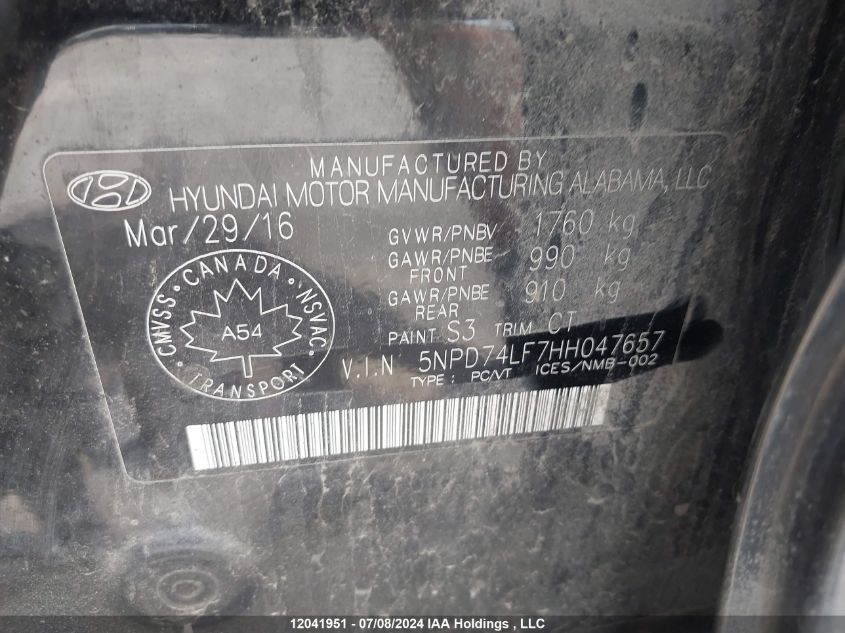 MANUFACTURED BY
HYUNDAI MOTOR MANUFACTURING ALABAMA, LLC
Mar/29/16
GVWR/PNBV 1760 kg
GAWR/PNBE FRONT 990 kg
GAWR/PNBE REAR 910 kg
PAINT S3 TRIM CT
V.I.N 5NPD74LF7HH047657
TYPE : PC/VT ICES/NMB-002
CMVSS . CANADA . NSVAC
A54
TRANSPORT
12041951 - 07/08/2024 IAA Holdings , LLC